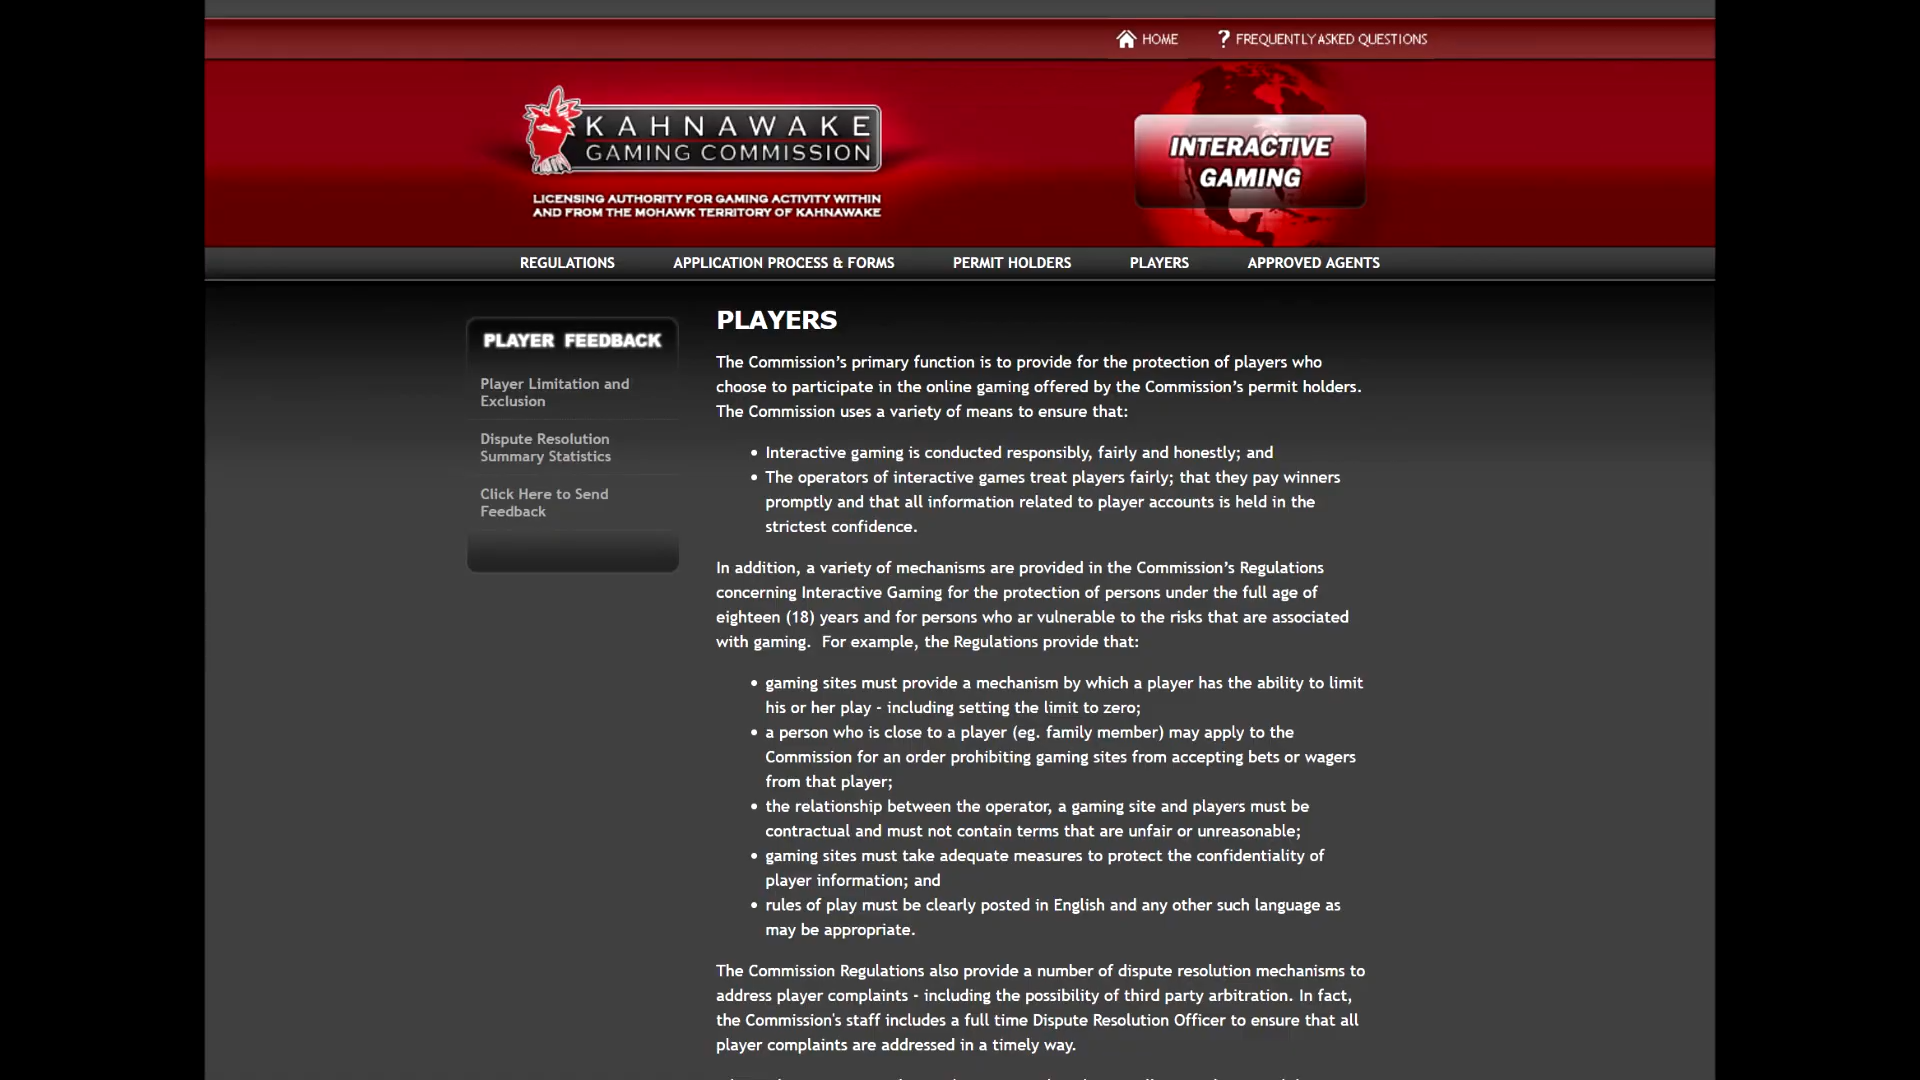 HOME
? FREQUENTLY ASKED QUESTIONS
KAHNAWAKE
GAMING COMMISSION
LICENSING AUTHORITY FOR GAMING ACTIVITY WITHIN
AND FROM THE MOHAWK TERRITORY OF KAHNAWAKE
INTERACTIVE
GAMING
REGULATIONS
APPLICATION PROCESS & FORMS
PERMIT HOLDERS
PLAYERS
APPROVED AGENTS
PLAYER FEEDBACK
Player Limitation and
Exclusion
Dispute Resolution
Summary Statistics
Click Here to Send
Feedback
PLAYERS
The Commission’s primary function is to provide for the protection of players who
choose to participate in the online gaming offered by the Commission’s permit holders.
The Commission uses a variety of means to ensure that:
• Interactive gaming is conducted responsibly, fairly and honestly; and
• The operators of interactive games treat players fairly; that they pay winners
promptly and that all information related to player accounts is held in the
strictest confidence.
In addition, a variety of mechanisms are provided in the Commission’s Regulations
concerning Interactive Gaming for the protection of persons under the full age of
eighteen (18) years and for persons who ar vulnerable to the risks that are associated
with gaming.  For example, the Regulations provide that:
• gaming sites must provide a mechanism by which a player has the ability to limit
his or her play - including setting the limit to zero;
• a person who is close to a player (eg. family member) may apply to the
Commission for an order prohibiting gaming sites from accepting bets or wagers
from that player;
• the relationship between the operator, a gaming site and players must be
contractual and must not contain terms that are unfair or unreasonable;
• gaming sites must take adequate measures to protect the confidentiality of
player information; and
• rules of play must be clearly posted in English and any other such language as
may be appropriate.
The Commission Regulations also provide a number of dispute resolution mechanisms to
address player complaints - including the possibility of third party arbitration. In fact,
the Commission's staff includes a full time Dispute Resolution Officer to ensure that all
player complaints are addressed in a timely way.